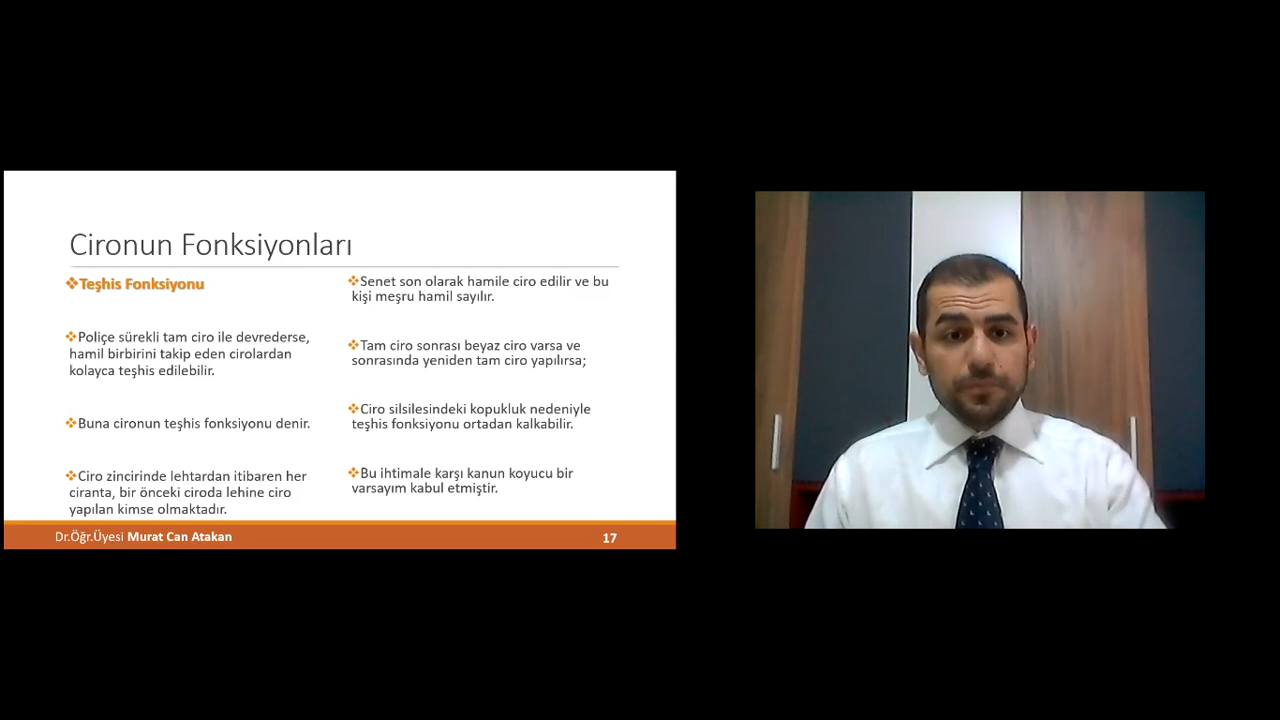 Cironun Fonksiyonları
❖Teşhis Fonksiyonu
❖Poliçe sürekli tam ciro ile devrederse,
hamil birbirini takip eden cirolardan
kolayca teşhis edilebilir.
❖Buna cironun teşhis fonksiyonu denir.
❖Ciro zincirinde lehtardan itibaren her
ciranta, bir önceki ciroda lehine ciro
yapılan kimse olmaktadır.
❖Senet son olarak hamile ciro edilir ve bu
kişi meşru hamil sayılır.
❖Tam ciro sonrası beyaz ciro varsa ve
sonrasında yeniden tam ciro yapılırsa;
❖Ciro silsilesindeki kopukluk nedeniyle
teşhis fonksiyonu ortadan kalkabilir.
❖Bu ihtimale karşı kanun koyucu bir
varsayım kabul etmiştir.
Dr.Öğr.Üyesi Murat Can Atakan
17